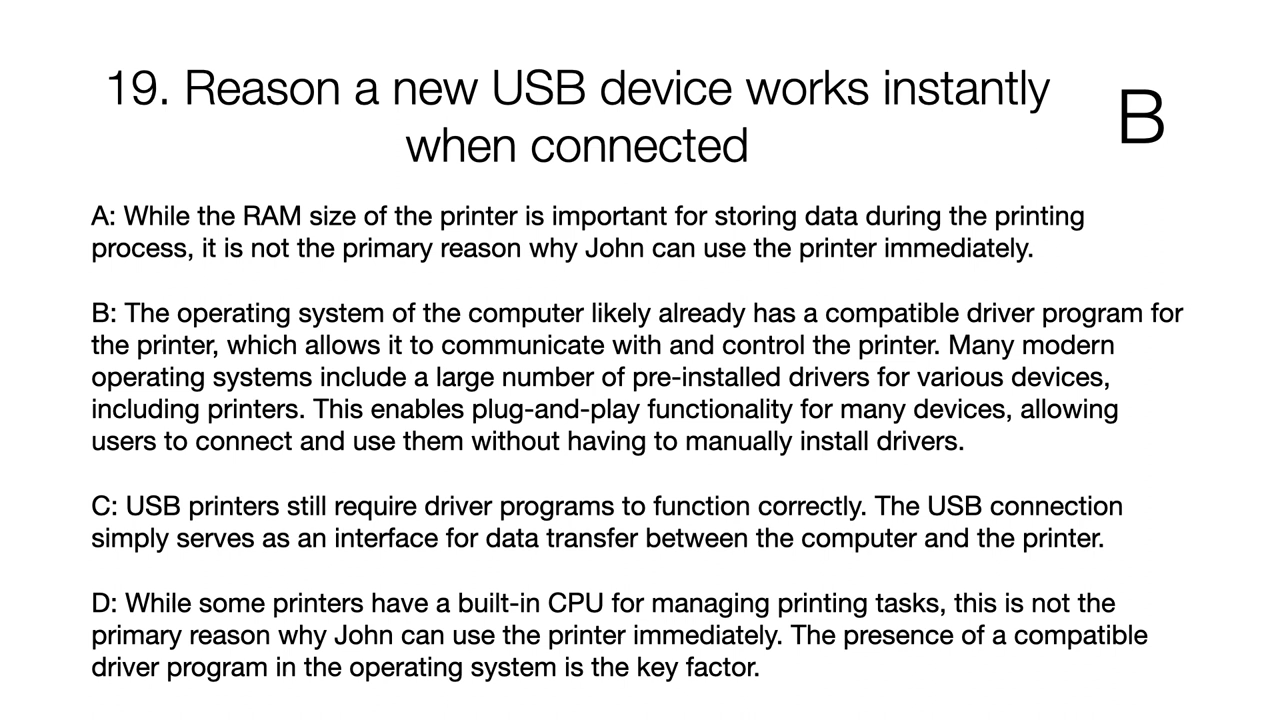 19. Reason a new USB device works instantly
when connected
B
A: While the RAM size of the printer is important for storing data during the printing
process, it is not the primary reason why John can use the printer immediately.
B: The operating system of the computer likely already has a compatible driver program for
the printer, which allows it to communicate with and control the printer. Many modern
operating systems include a large number of pre-installed drivers for various devices,
including printers. This enables plug-and-play functionality for many devices, allowing
users to connect and use them without having to manually install drivers.
C: USB printers still require driver programs to function correctly. The USB connection
simply serves as an interface for data transfer between the computer and the printer.
D: While some printers have a built-in CPU for managing printing tasks, this is not the
primary reason why John can use the printer immediately. The presence of a compatible
driver program in the operating system is the key factor.